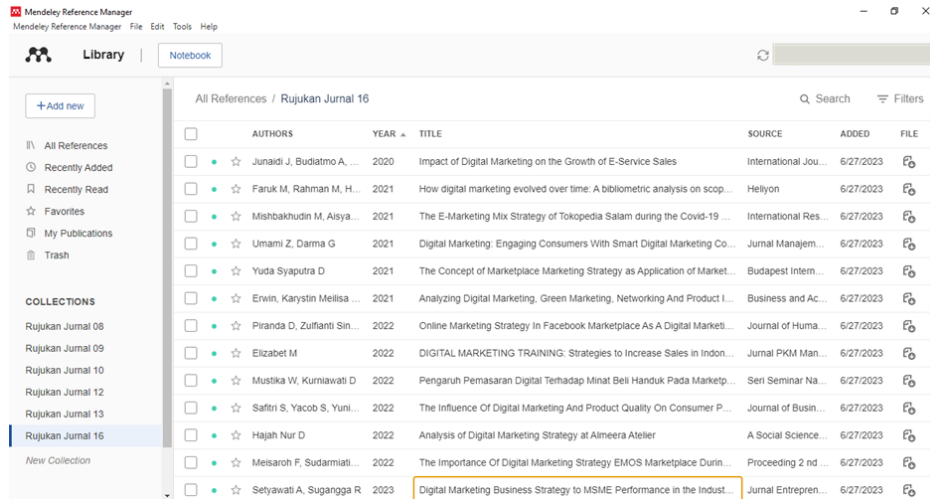 Mendeley Reference Manager
Mendeley Reference Manager File Edit Tools Help
Library | Notebook
+Add new
All References
Recently Added
Recently Read
Favorites
My Publications
Trash
COLLECTIONS
Rujukan Jurnal 08
Rujukan Jurnal 09
Rujukan Jurnal 10
Rujukan Jurnal 12
Rujukan Jurnal 13
Rujukan Jurnal 16
New Collection
All References / Rujukan Jurnal 16
Search Filters
AUTHORS YEAR TITLE SOURCE ADDED FILE
Junaidi J, Budiatmo A, ... 2020 Impact of Digital Marketing on the Growth of E-Service Sales International Jou... 6/27/2023
Faruk M, Rahman M, H... 2021 How digital marketing evolved over time: A bibliometric analysis on scop... Heliyon 6/27/2023
Mishbakhudin M, Aisya... 2021 The E-Marketing Mix Strategy of Tokopedia Salam during the Covid-19 ... International Res... 6/27/2023
Umami Z, Darma G 2021 Digital Marketing: Engaging Consumers With Smart Digital Marketing Co... Jurnal Manajem... 6/27/2023
Yuda Syaputra D 2021 The Concept of Marketplace Marketing Strategy as Application of Market... Budapest Intern... 6/27/2023
Erwin, Karystin Meilisa ... 2021 Analyzing Digital Marketing, Green Marketing, Networking And Product I... Business and Ac... 6/27/2023
Piranda D, Zulfianti Sin... 2022 Online Marketing Strategy In Facebook Marketplace As A Digital Marketi... Journal of Huma... 6/27/2023
Elizabet M 2022 DIGITAL MARKETING TRAINING: Strategies to Increase Sales in Indon... Jurnal PKM Man... 6/27/2023
Mustika W, Kurniawati D 2022 Pengaruh Pemasaran Digital Terhadap Minat Beli Handuk Pada Marketp... Seri Seminar Na... 6/27/2023
Safitri S, Yacob S, Yuni... 2022 The Influence Of Digital Marketing And Product Quality On Consumer P... Journal of Busin... 6/27/2023
Hajah Nur D 2022 Analysis of Digital Marketing Strategy at Almeera Atelier A Social Science... 6/27/2023
Meisaroh F, Sudarmiati... 2022 The Importance Of Digital Marketing Strategy EMOS Marketplace Durin... Proceeding 2 nd ... 6/27/2023
Setyawati A, Sugangga R 2023 Digital Marketing Business Strategy to MSME Performance in the Indust... Jurnal Entrepren... 6/27/2023